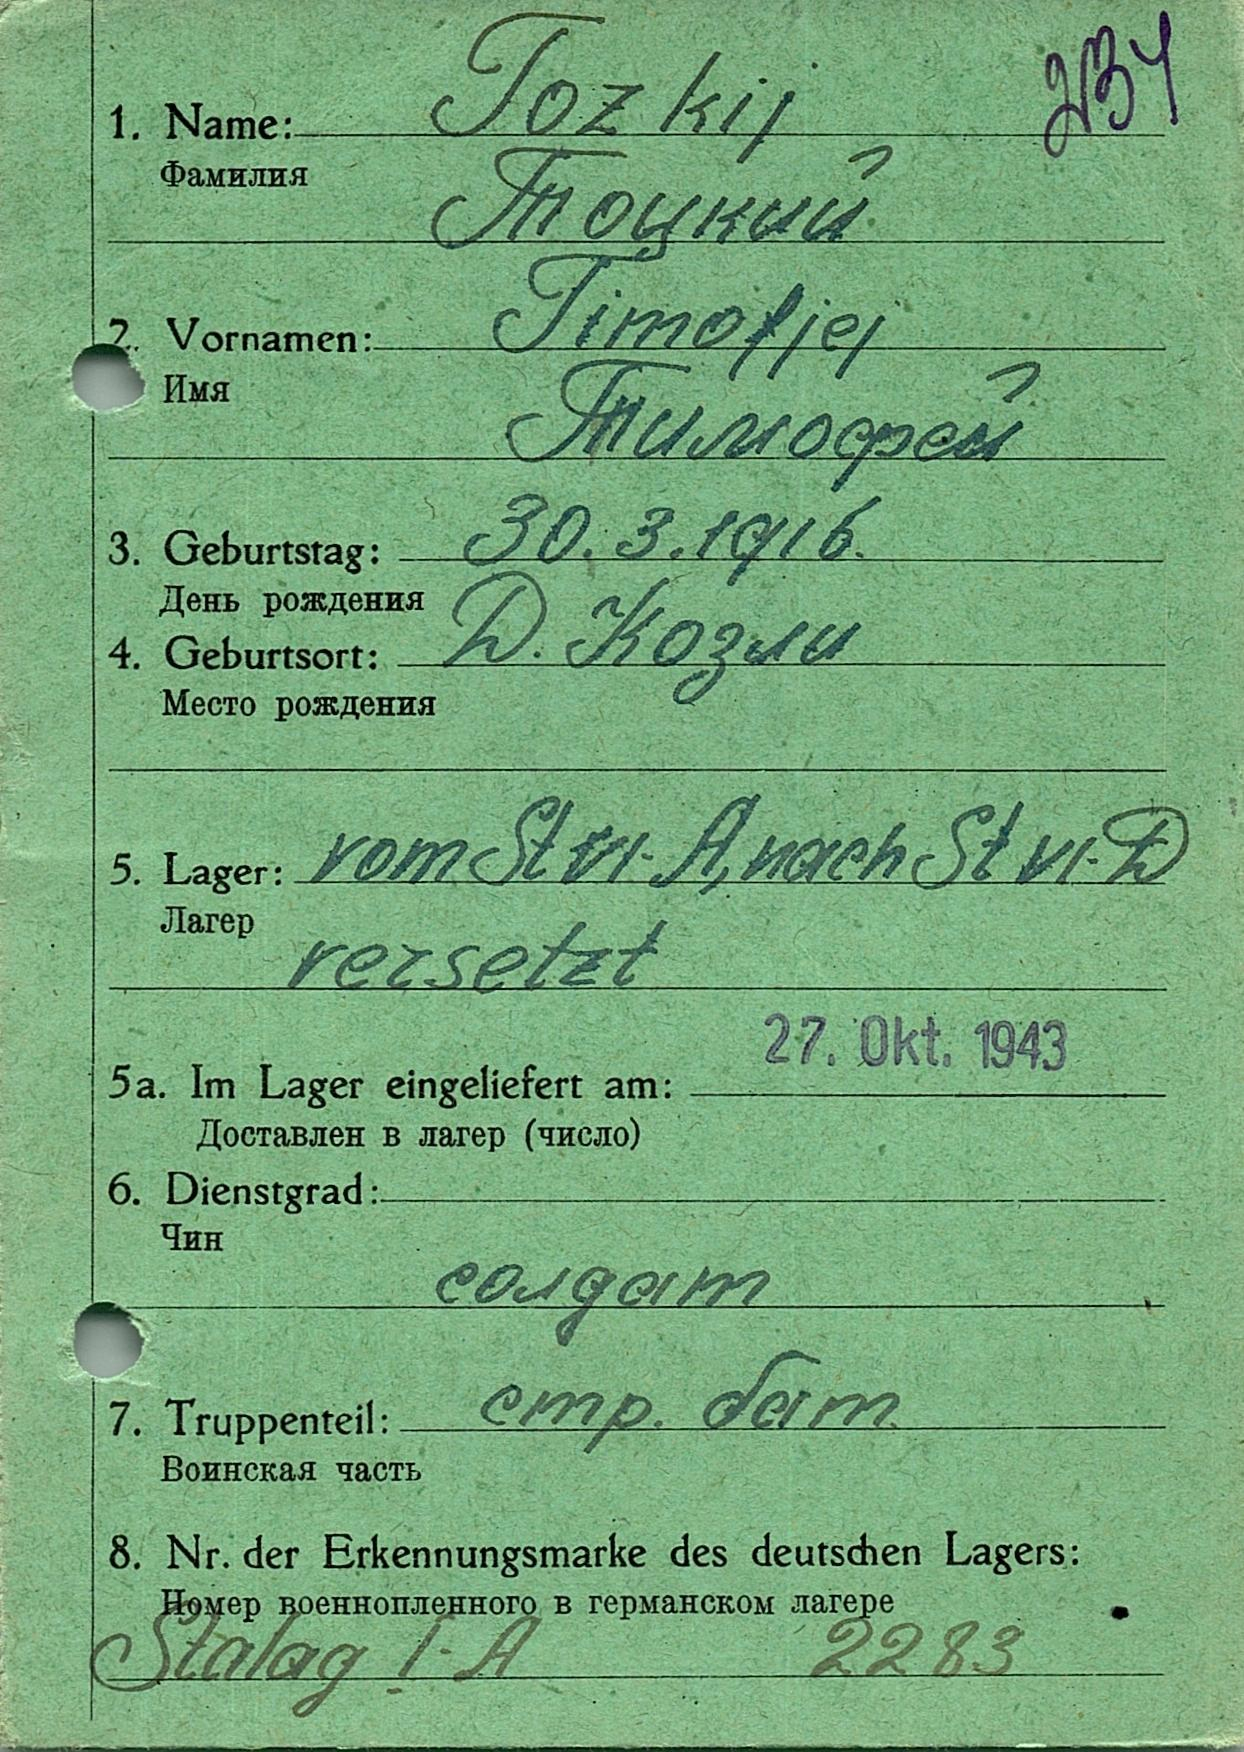 234
1. Name: Tozkij
Фамилия
Тоцкий
2. Vornamen: Timofjej
Имя
Тимофей
3. Geburtstag: 30.3.1916.
День рождения
4. Geburtsort: Д. Козли
Место рождения
5. Lager: vom St VI-A, nach St VI-D
Лагер
versetzt
27. Okt. 1943
5a. Im Lager eingeliefert am:
Доставлен в лагер (число)
6. Dienstgrad:
Чин
солдат
7. Truppenteil: стр. бат.
Воинская часть
8. Nr. der Erkennungsmarke des deutschen Lagers:
Номер военнопленного в германском лагере
Stalag I-A 2283